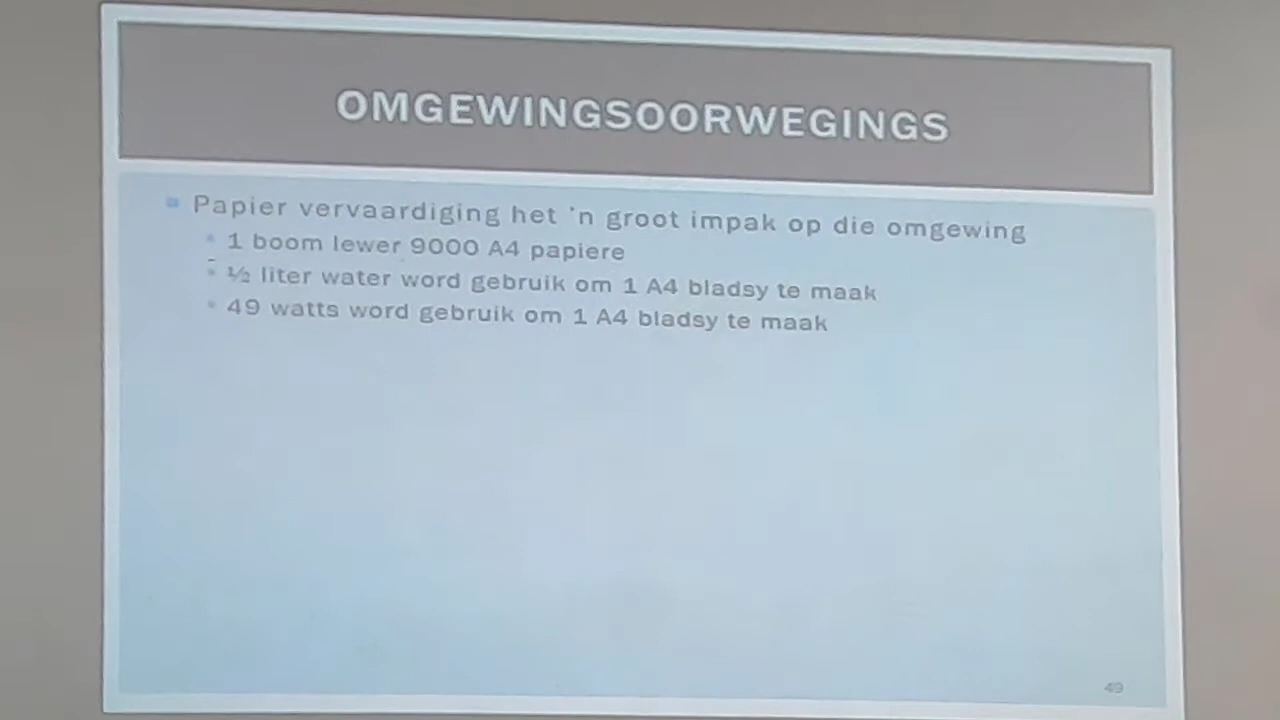 OMGEWINGSOORWEGINGS
Papier vervaardiging het 'n groot impak op die omgewing
1 boom lewer 9000 A4 papiere
½ liter water word gebruik om 1 A4 bladsy te maak
49 watts word gebruik om 1 A4 bladsy te maak
49